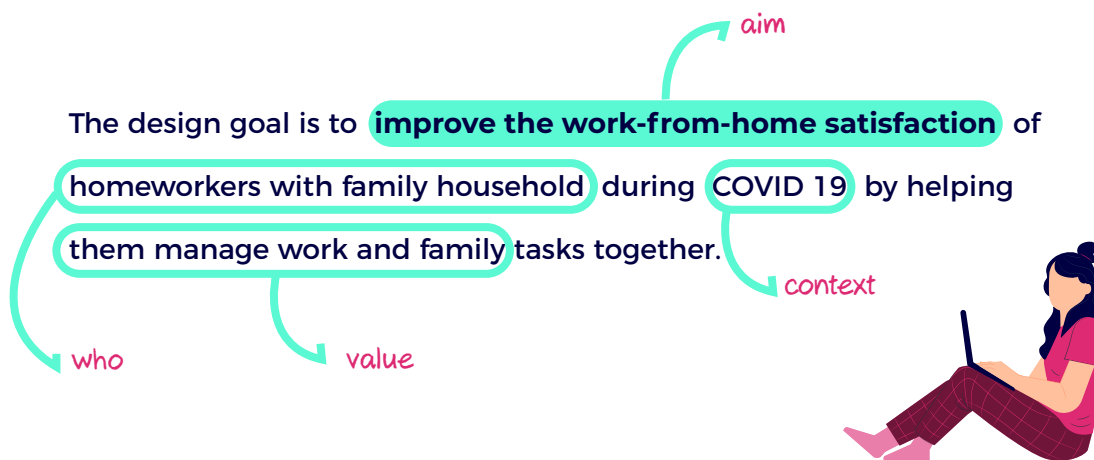 aim
The design goal is to improve the work-from-home satisfaction of
homeworkers with family household during COVID 19 by helping
them manage work and family tasks together.
context
who
value